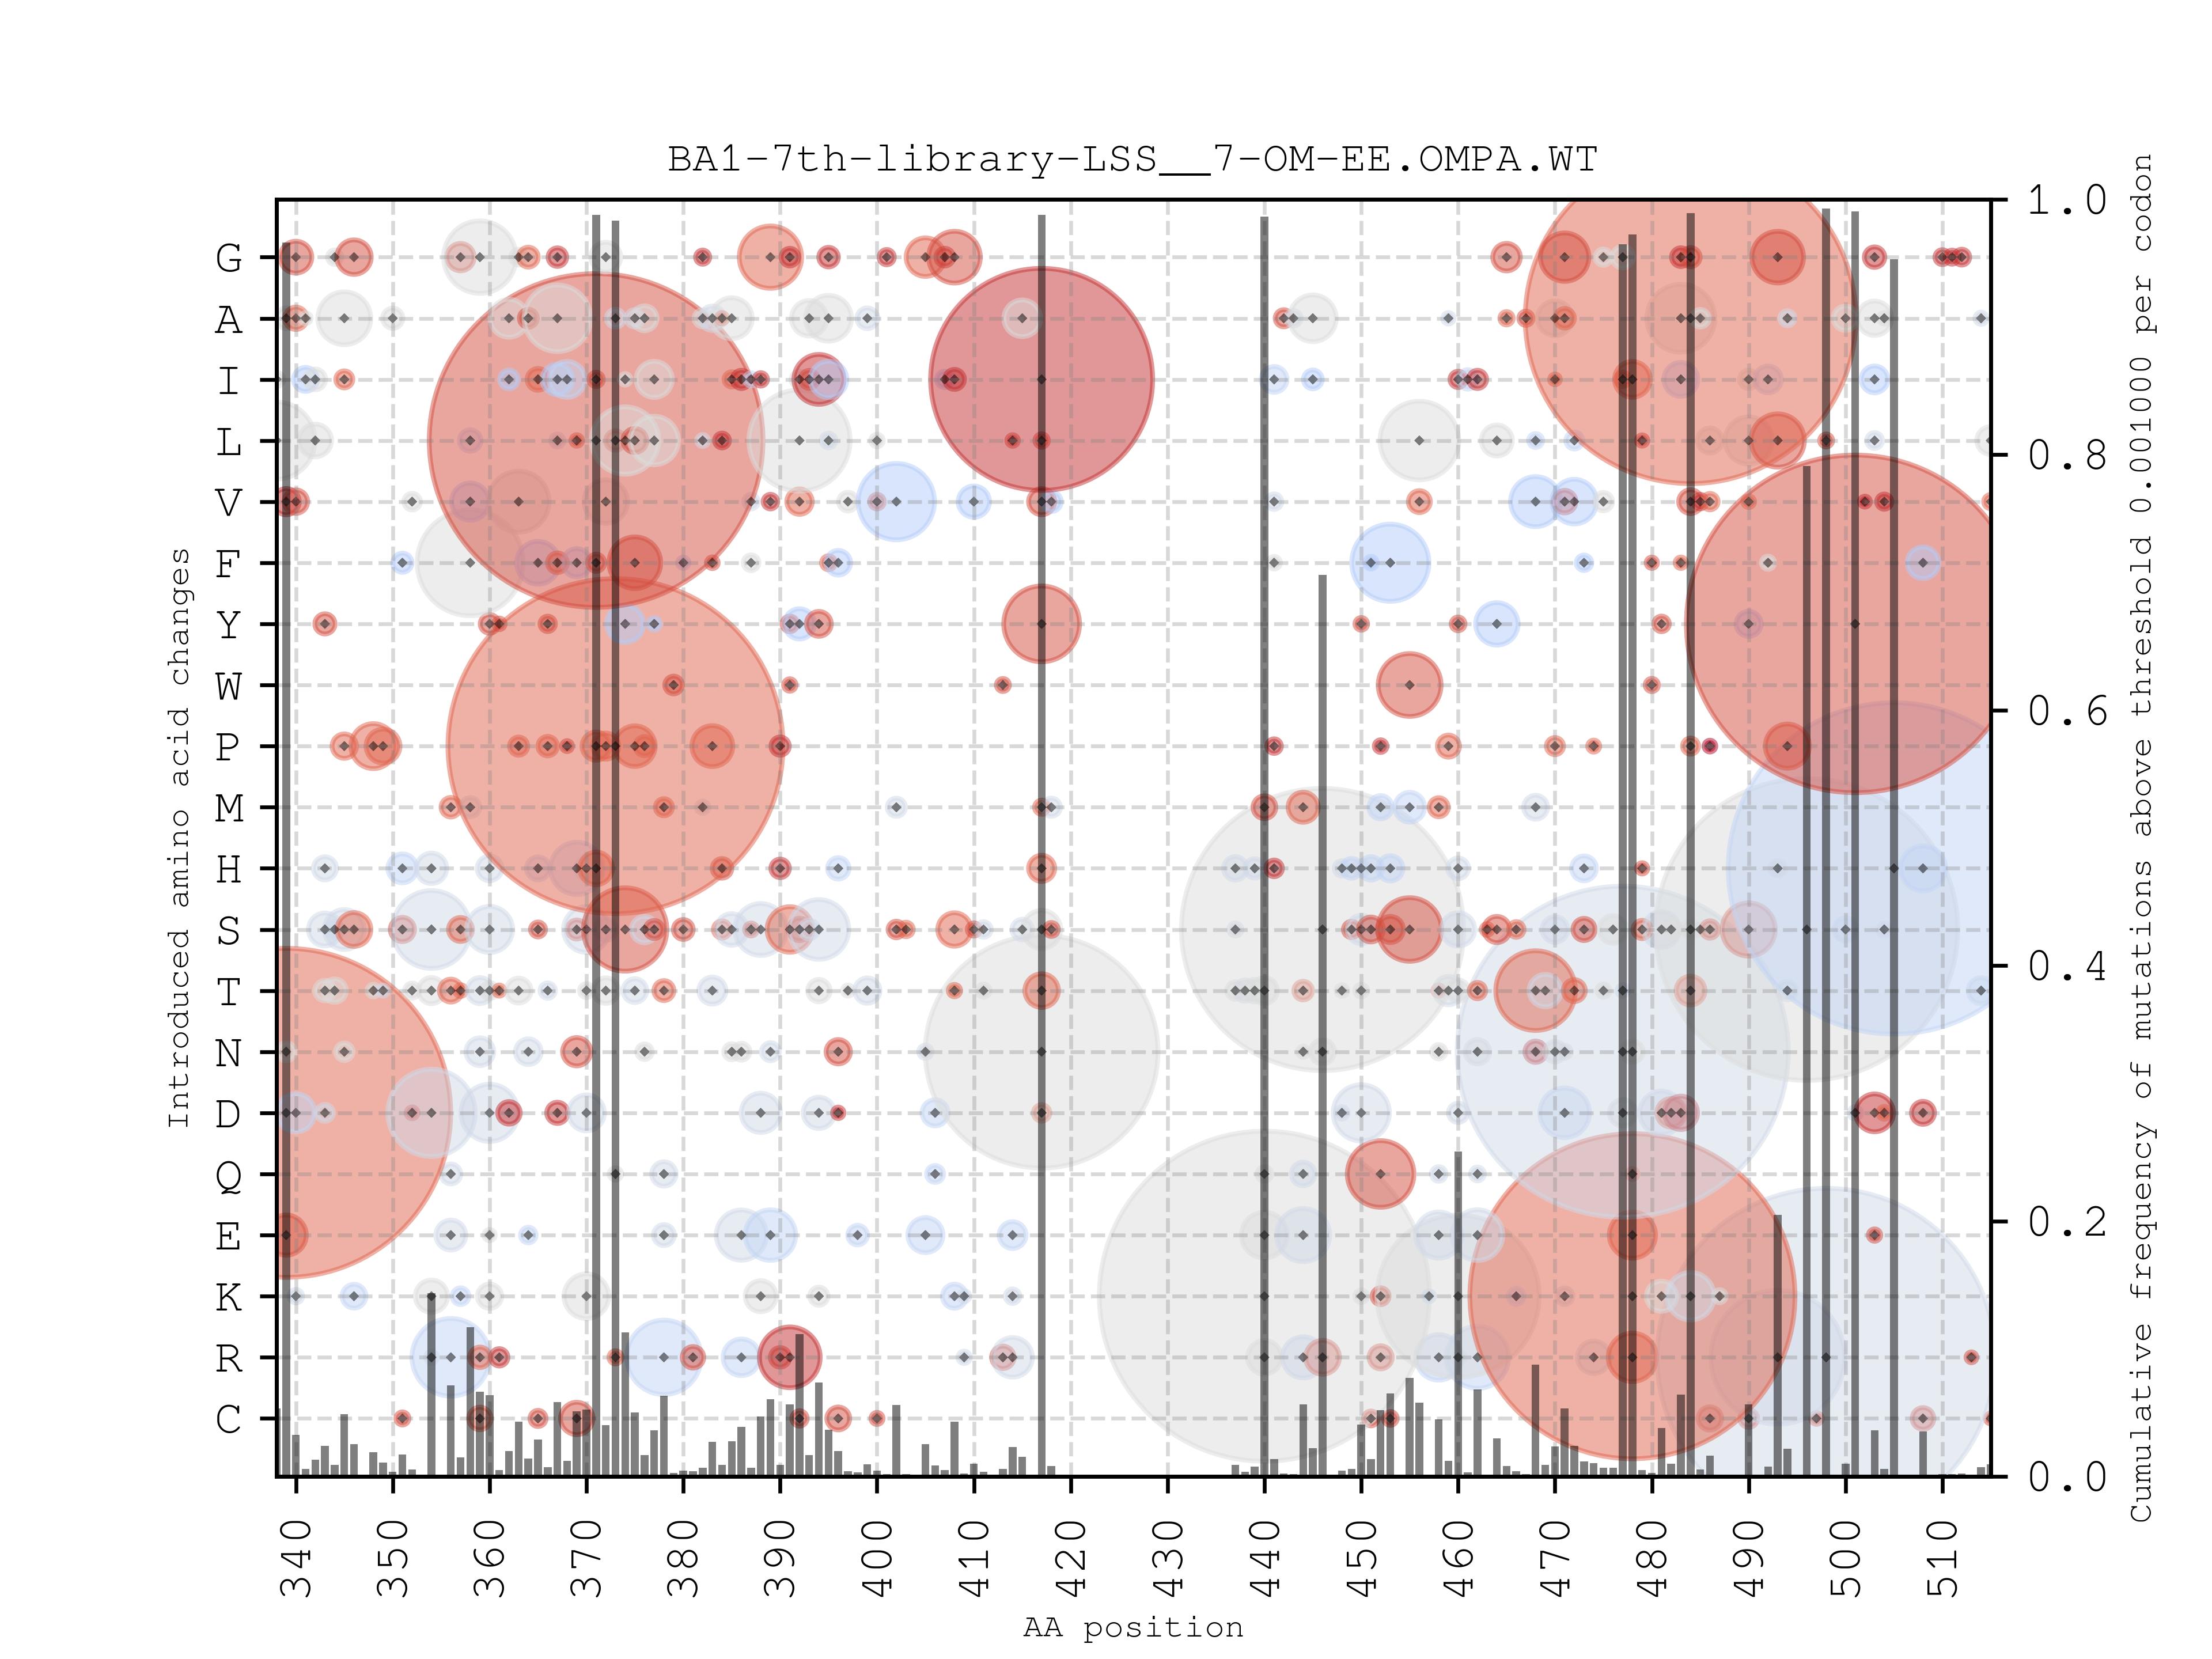 BA1-7th-library-LSS__7-OM-EE.OMPA.WT
Introduced amino acid changes
G
A
I
L
V
F
Y
W
P
M
H
S
T
N
D
Q
E
K
R
C
1.0
0.8
0.6
0.4
0.2
0.0
Cumulative frequency of mutations above threshold 0.001000 per codon
340
350
360
370
380
390
400
410
420
430
440
450
460
470
480
490
500
510
AA position